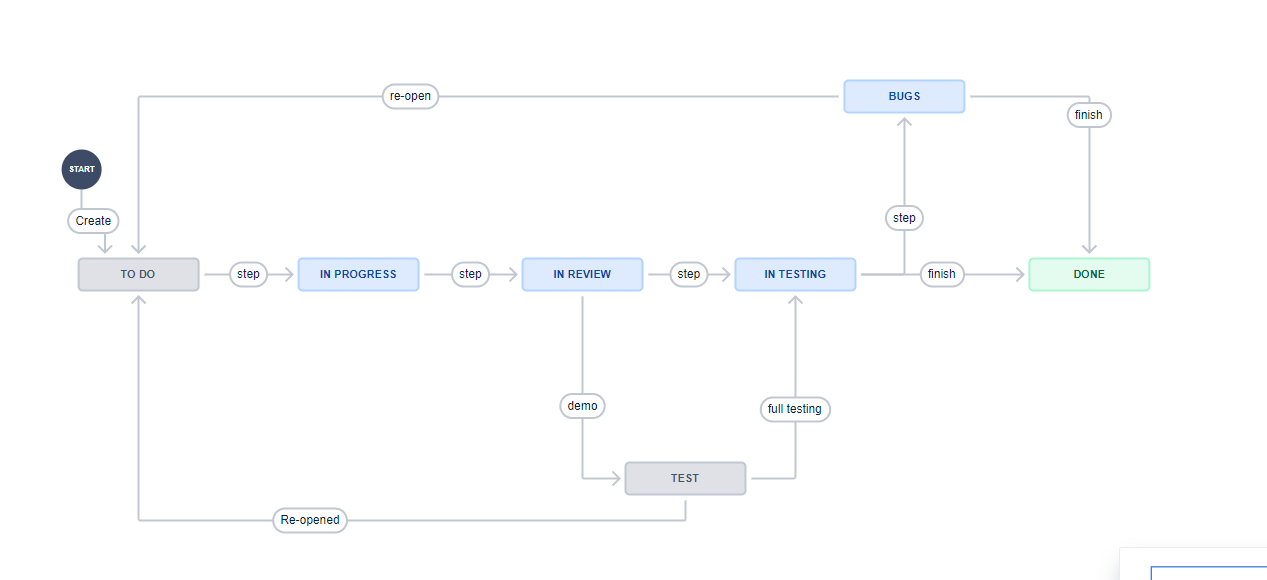 BUGS
re-open
finish
START
Create
step
TO DO
step
IN PROGRESS
step
IN REVIEW
step
IN TESTING
finish
DONE
demo
full testing
TEST
Re-opened